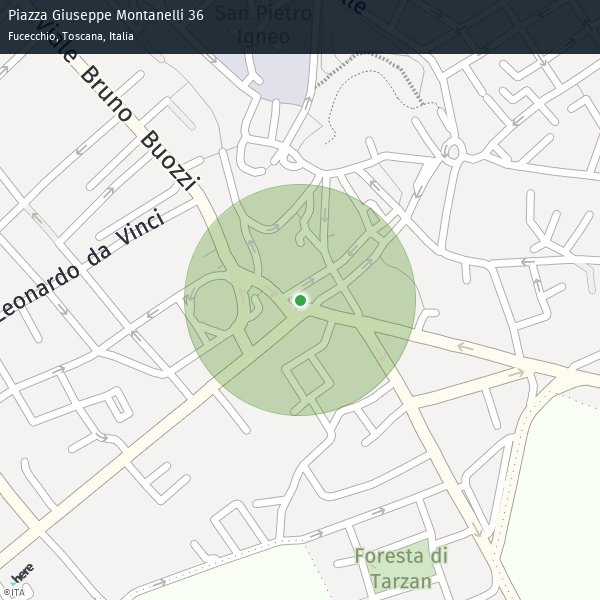 Piazza Giuseppe Montanelli 36
Fucecchio, Toscana, Italia
San Pietro
Igneo
Viale Bruno Buozzi
Leonardo da Vinci
Foresta di
Tarzan
here
©ITA